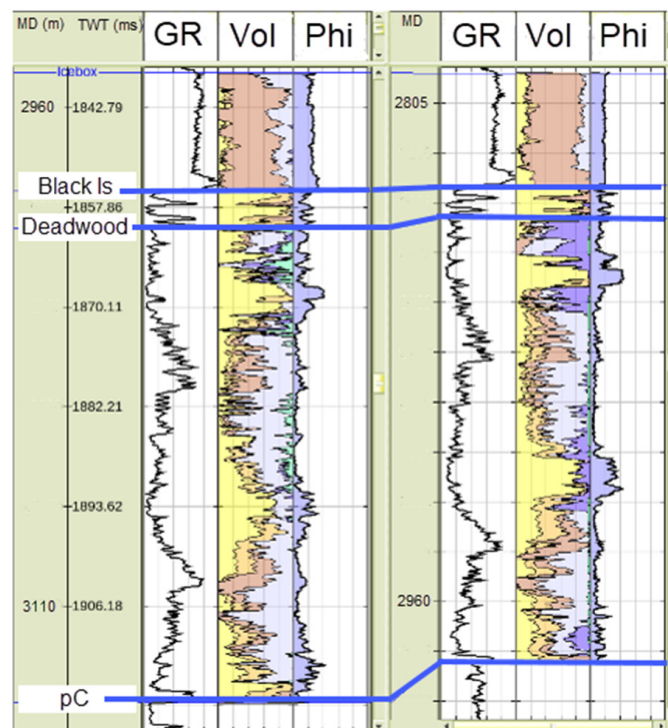 MD (m) TWT (ms) GR Vol Phi MD GR Vol Phi
Icebox
2960 1842.79 2805
Black Is
1857.86
Deadwood
1870.11
1882.21
1893.62
2960
3110 1906.18
pC